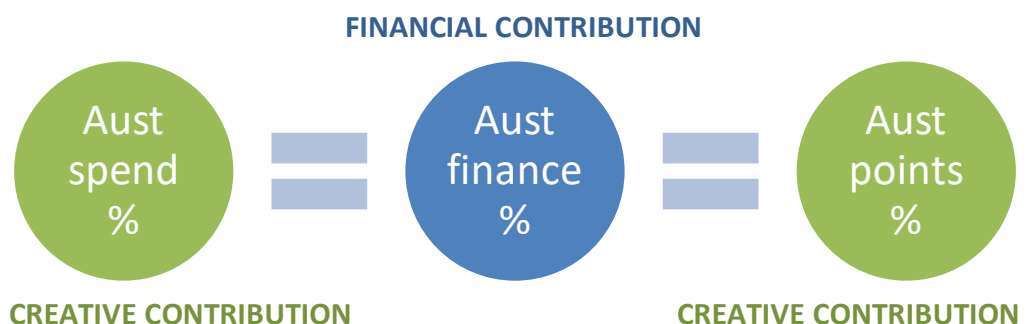 FINANCIAL CONTRIBUTION
Aust
spend
%
Aust
finance
%
Aust
points
%
CREATIVE CONTRIBUTION
CREATIVE CONTRIBUTION